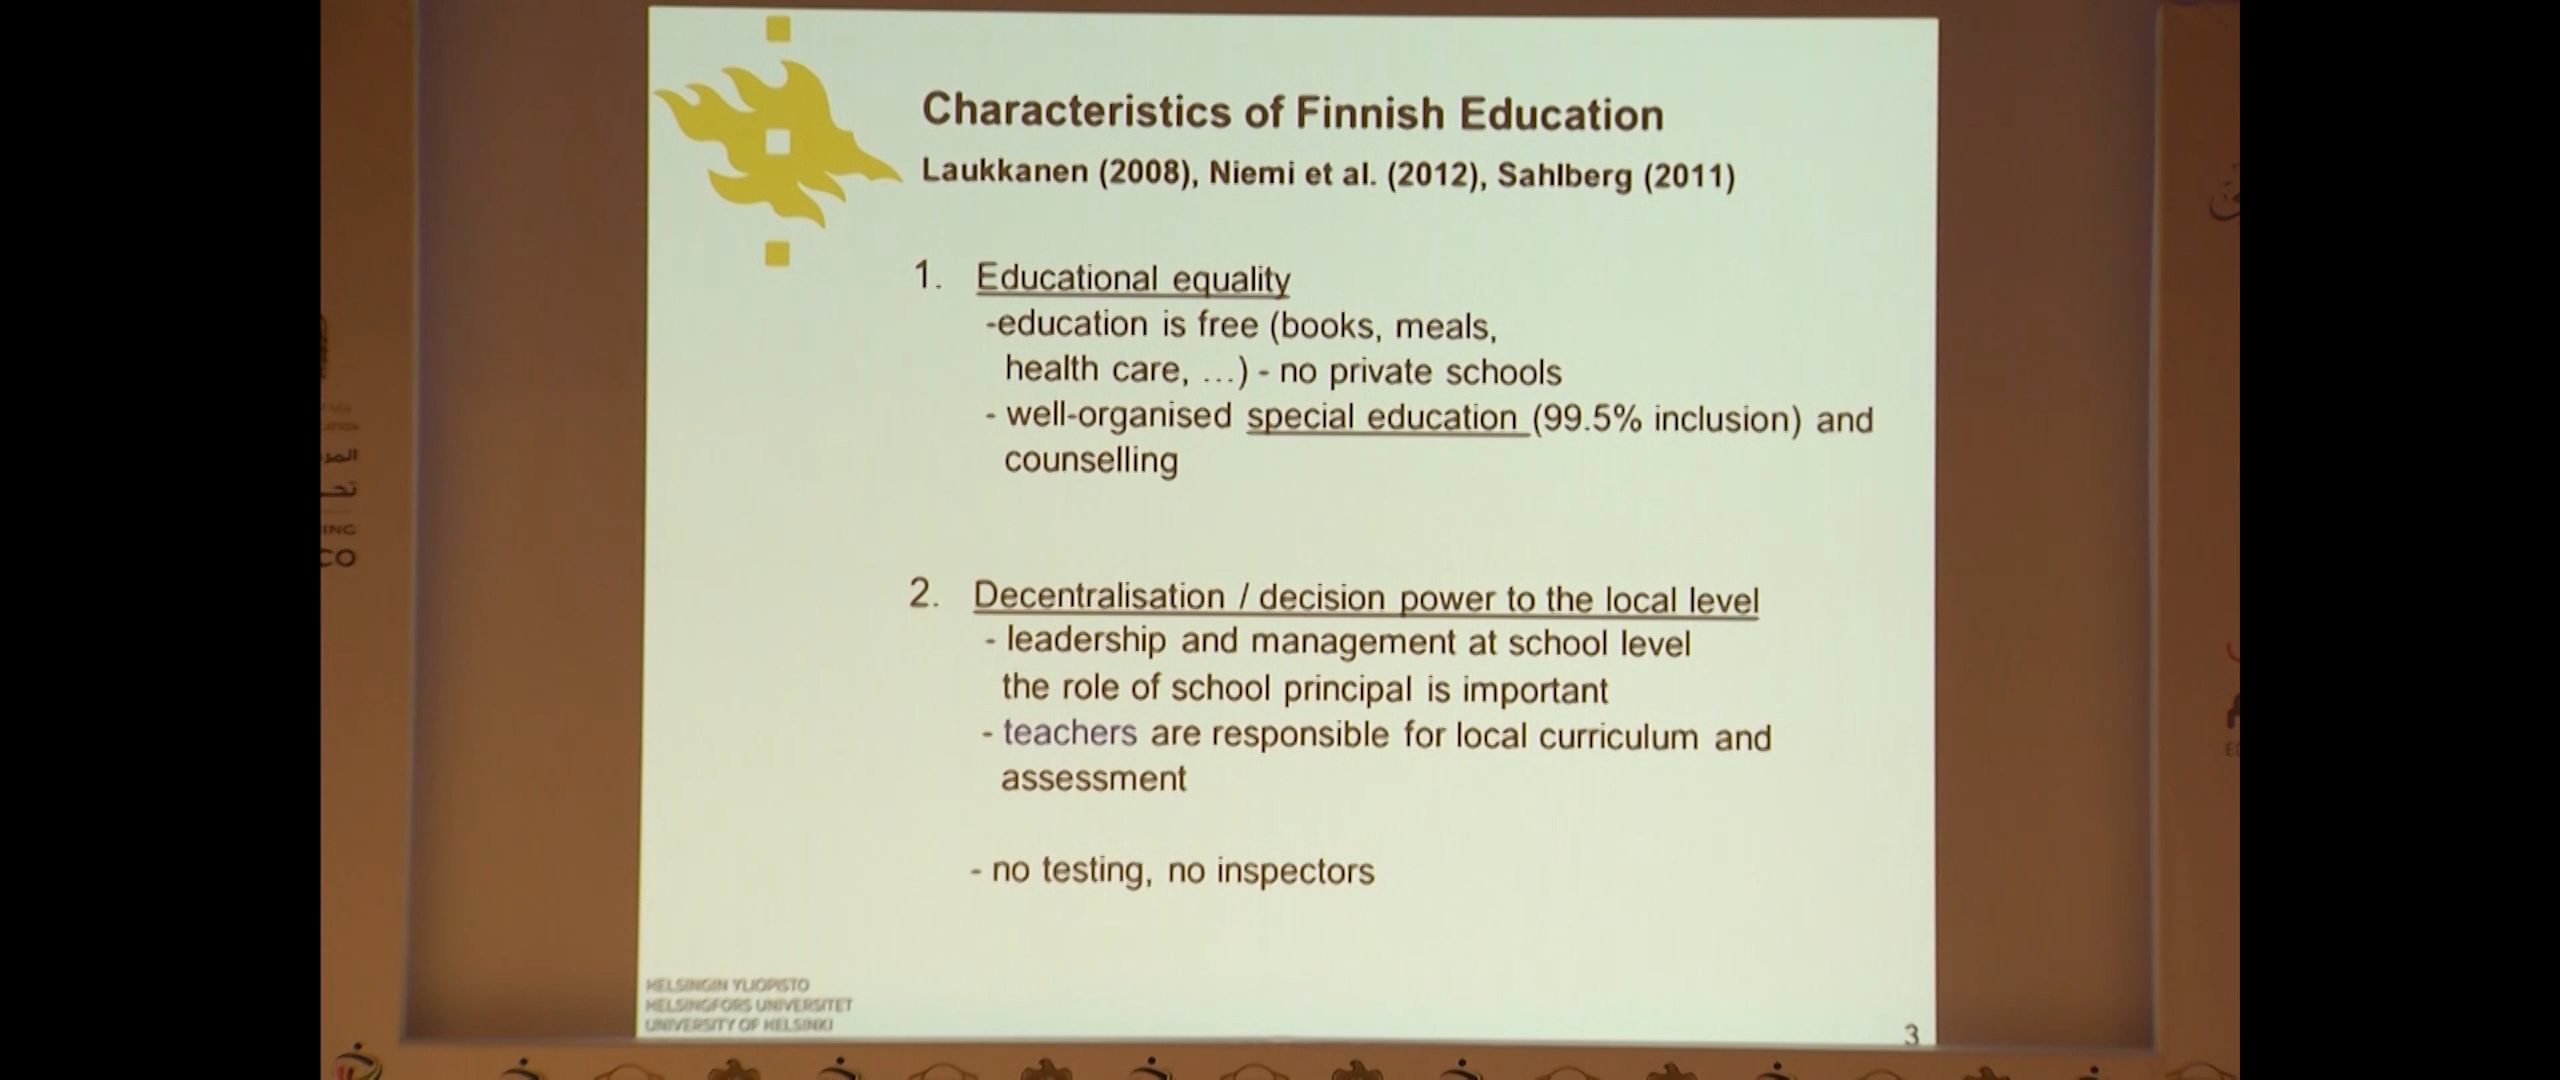 Characteristics of Finnish Education
Laukkanen (2008), Niemi et al. (2012), Sahlberg (2011)
1. Educational equality
-education is free (books, meals,
health care, ...) - no private schools
- well-organised special education (99.5% inclusion) and
counselling
2. Decentralisation / decision power to the local level
- leadership and management at school level
the role of school principal is important
- teachers are responsible for local curriculum and
assessment
- no testing, no inspectors
HELSINGIN YLIOPISTO
HELSINGFORS UNIVERSITET
UNIVERSITY OF HELSINKI
3
ING
CO